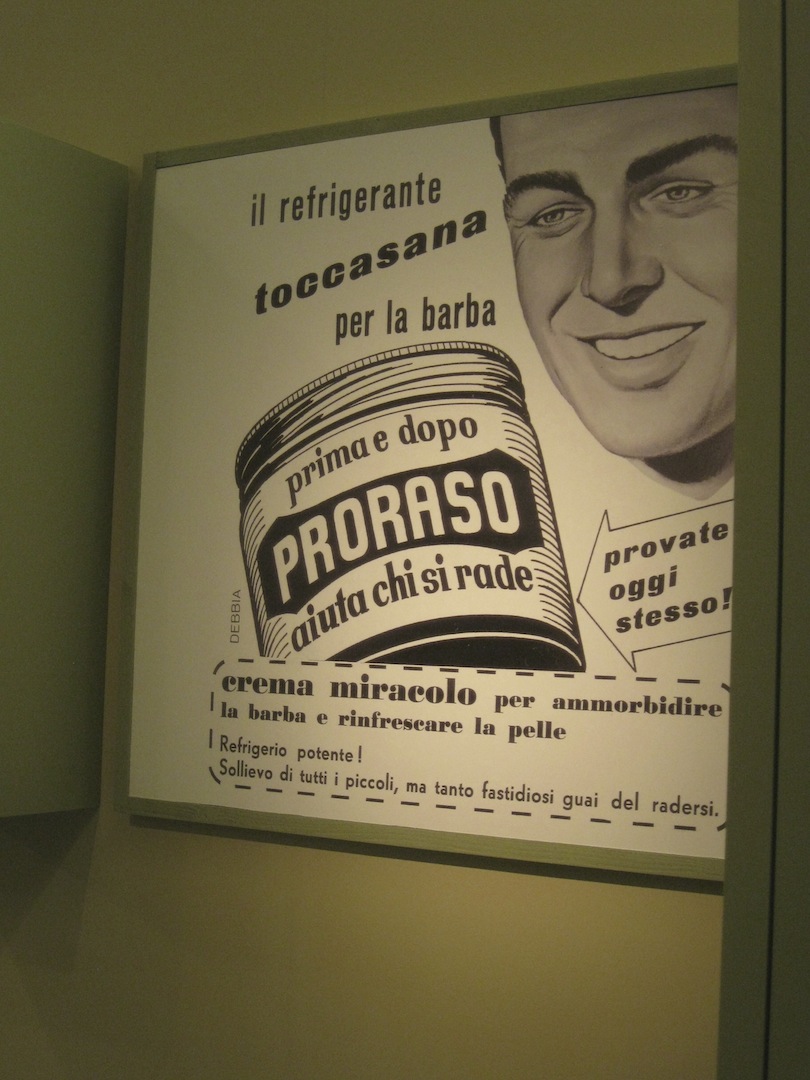 il refrigerante
toccasana
per la barba
prima e dopo
PRORASO
aiuta chi si rade
provate
oggi
stesso!
DEBBIA
crema miracolo per ammorbidire
la barba e rinfrescare la pelle
Refrigerio potente!
Sollievo di tutti i piccoli, ma tanto fastidiosi guai del radersi.